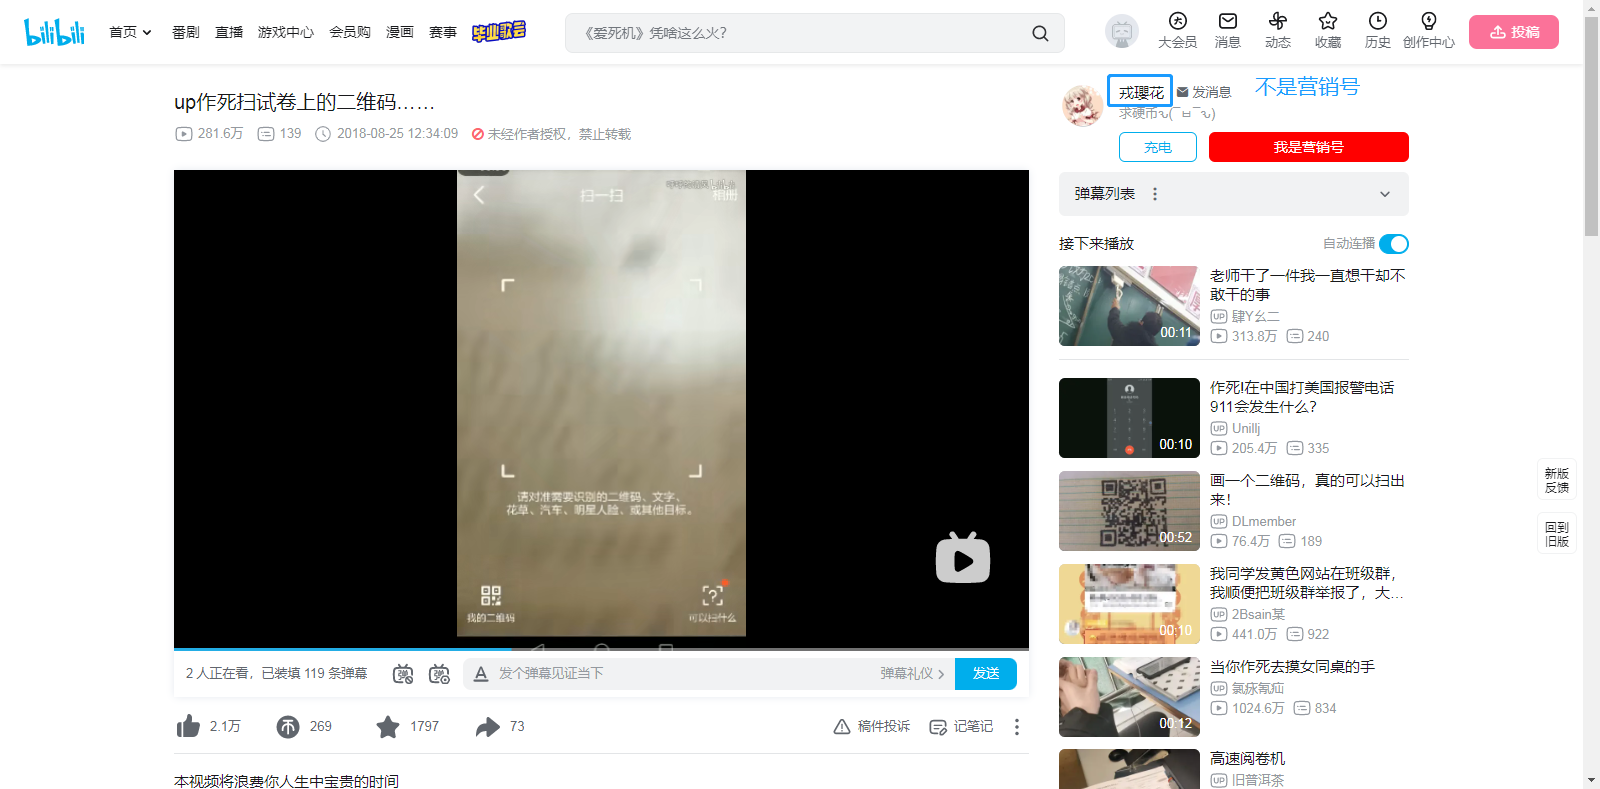 bilibili
首页
番剧
直播
游戏中心
会员购
漫画
赛事
毕业歌会
《爱死机》凭啥这么火？
大会员
消息
动态
收藏
历史
创作中心
投稿
up作死扫试卷上的二维码……
281.6万 139 2018-08-25 12:34:09 未经作者授权，禁止转载
戎璎花 发消息 不是营销号
充电
我是营销号
弹幕列表
接下来播放 自动连播
扫一扫
相册
请对准需要识别的二维码、文字、
花草、汽车、明星人脸、或其他目标。
我的二维码
可以扫什么
2 人正在看，已装填 119 条弹幕
发个弹幕见证当下
弹幕礼仪
发送
2.1万 269 1797 73
稿件投诉
记笔记
本视频将浪费你人生中宝贵的时间
00:11
老师干了一件我一直想干却不
敢干的事
UP 肆Y幺二
313.8万 240
00:10
作死!在中国打美国报警电话
911会发生什么？
UP Unillj
205.4万 335
00:52
画一个二维码，真的可以扫出
来！
UP DLmember
76.4万 189
00:10
我同学发黄色网站在班级群，
我顺便把班级群举报了，大…
UP 2Bsain某
441.0万 922
00:12
当你作死去摸女同桌的手
UP 氯㳄氖疝
1024.6万 834
高速阅卷机
UP 旧普洱茶
新版
反馈
回到
旧版